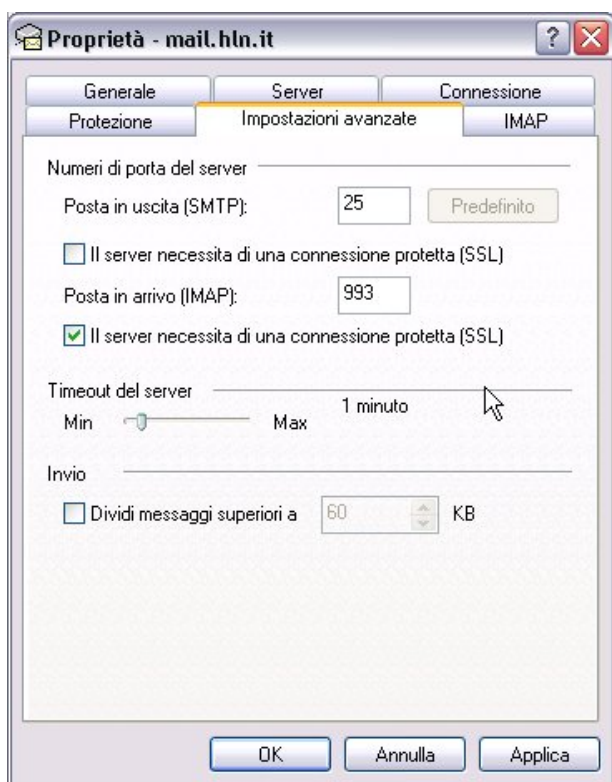 Proprietà - mail.hln.it
Generale Server Connessione
Protezione Impostazioni avanzate IMAP
Numeri di porta del server
Posta in uscita (SMTP): 25 Predefinito
Il server necessita di una connessione protetta (SSL)
Posta in arrivo (IMAP): 993
Il server necessita di una connessione protetta (SSL)
Timeout del server
Min Max 1 minuto
Invio
Dividi messaggi superiori a 60 KB
OK Annulla Applica